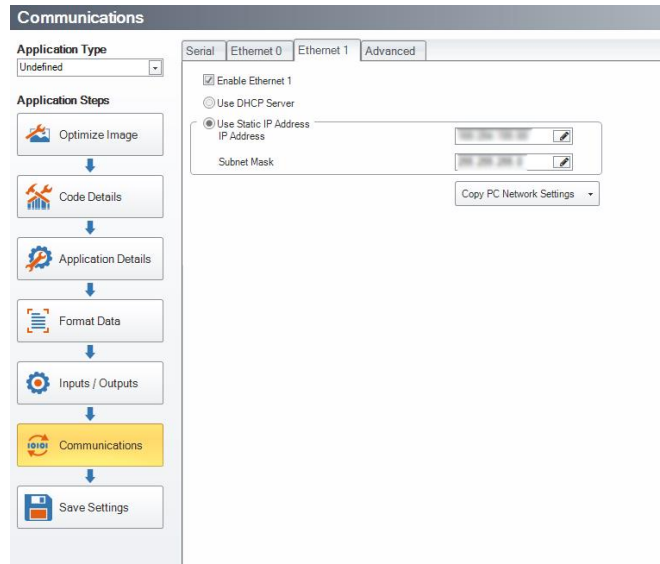 Communications
Application Type
Undefined
Application Steps
Optimize Image
Code Details
Application Details
Format Data
Inputs / Outputs
Communications
Save Settings
Serial Ethernet 0 Ethernet 1 Advanced
Enable Ethernet 1
Use DHCP Server
Use Static IP Address
IP Address
Subnet Mask
Copy PC Network Settings